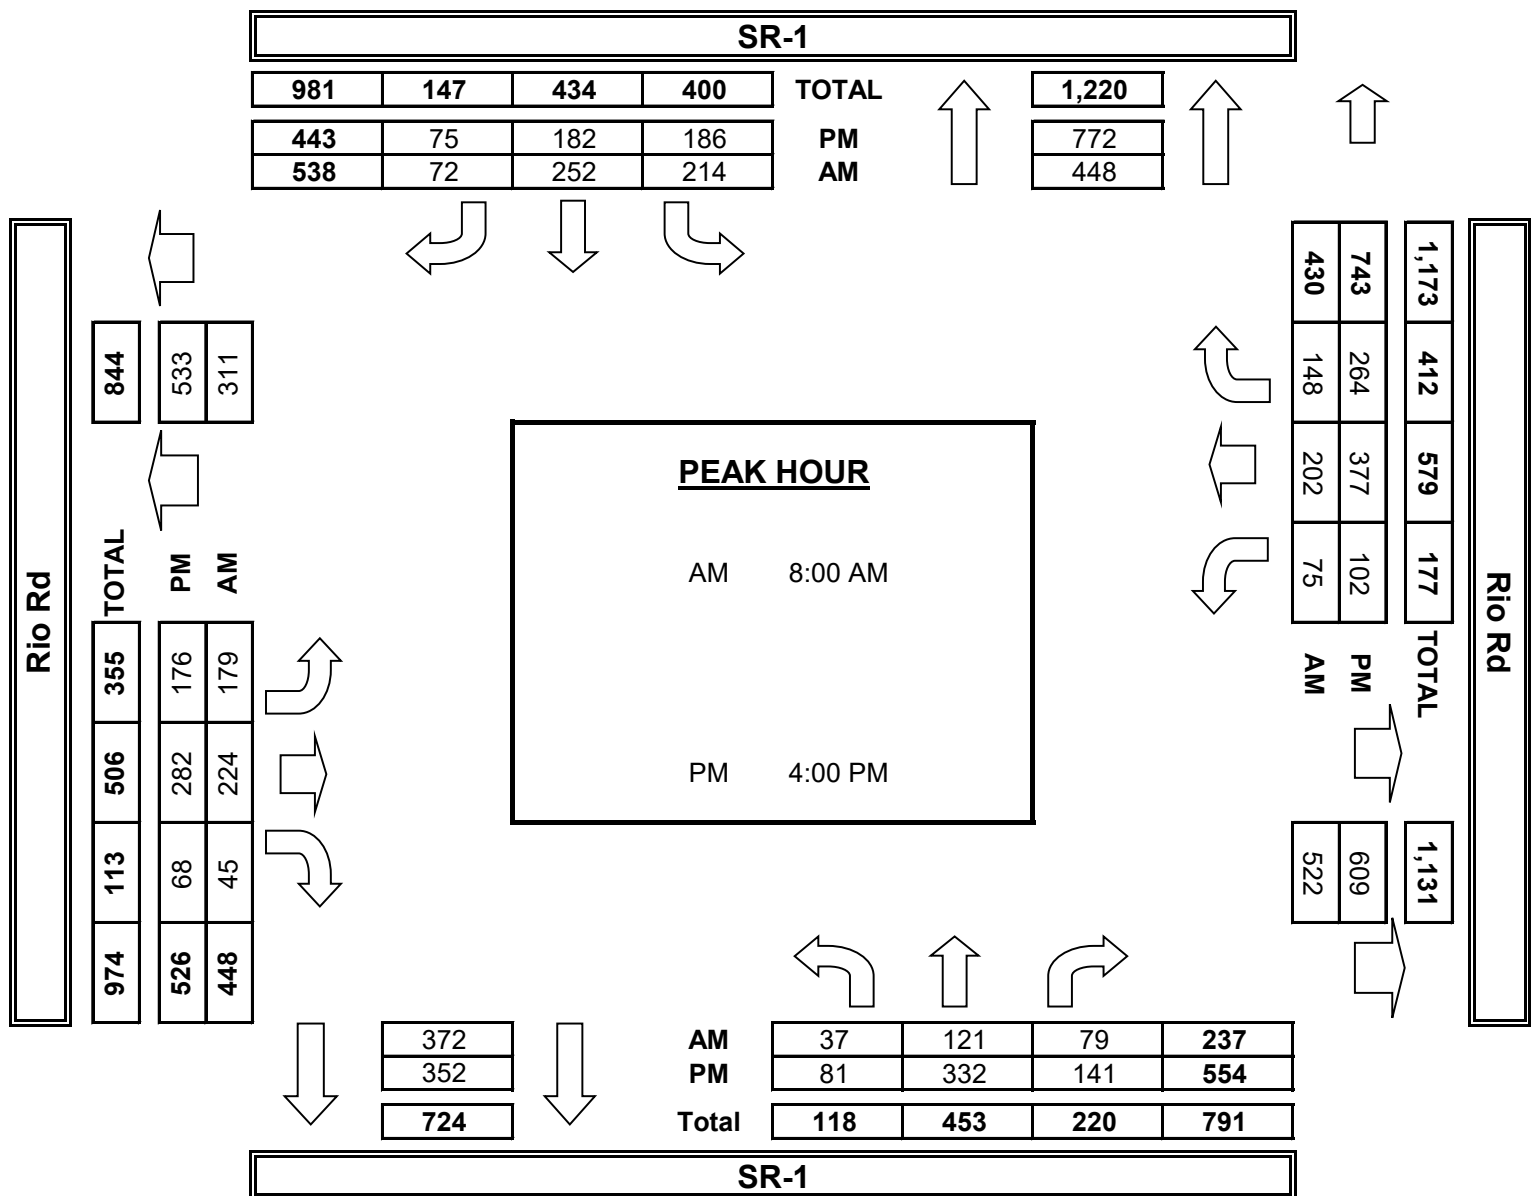 SR-1
981 147 434 400 TOTAL 1,220
443 75 182 186 PM 772
538 72 252 214 AM 448
Rio Rd
844 533 311
TOTAL PM AM
355 176 179
506 282 224
113 68 45
974 526 448
PEAK HOUR
AM 8:00 AM
PM 4:00 PM
430 743 1,173
148 264 412
202 377 579
75 102 177
AM PM TOTAL
522 609 1,131
Rio Rd
372 AM 37 121 79 237
352 PM 81 332 141 554
724 Total 118 453 220 791
SR-1